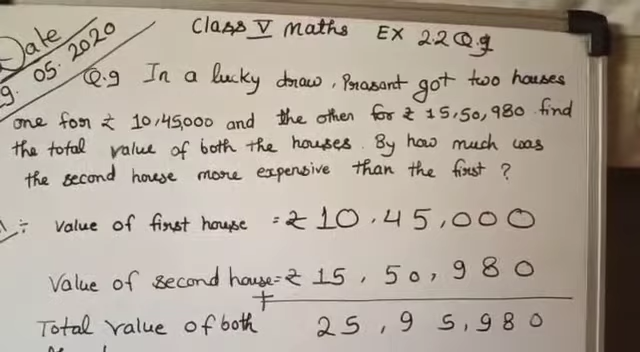 Date
9.05.2020
Class V Maths EX 2.2 Q.9
Q.9 In a lucky draw, Prasant got two houses
one for ₹ 10,45,000 and the other for ₹ 15,50,980 find
the total value of both the houses. By how much was
the second house more expensive than the first?
÷ Value of first house = ₹ 10,45,000
Value of second house = ₹ 15,50,980
+
Total value of both 25,95,980